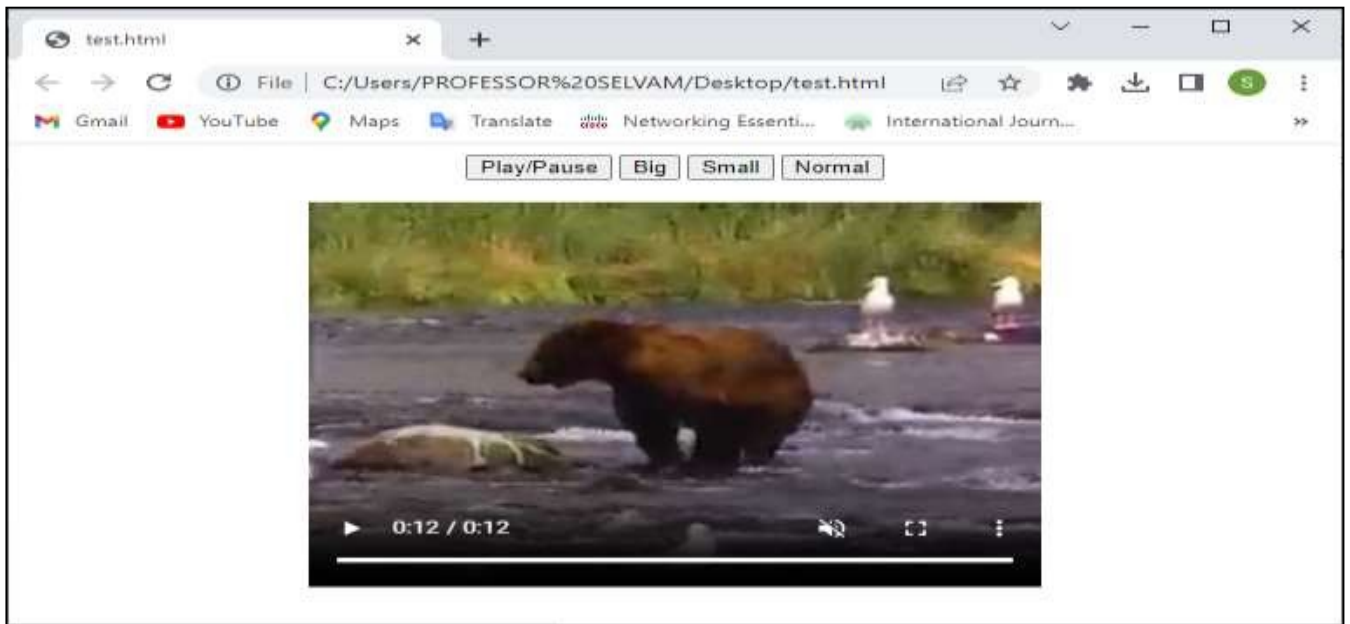 test.html
File | C:/Users/PROFESSOR%20SELVAM/Desktop/test.html S
Gmail YouTube Maps Translate cisco Networking Essenti... International Journ... »
Play/Pause Big Small Normal
0:12 / 0:12